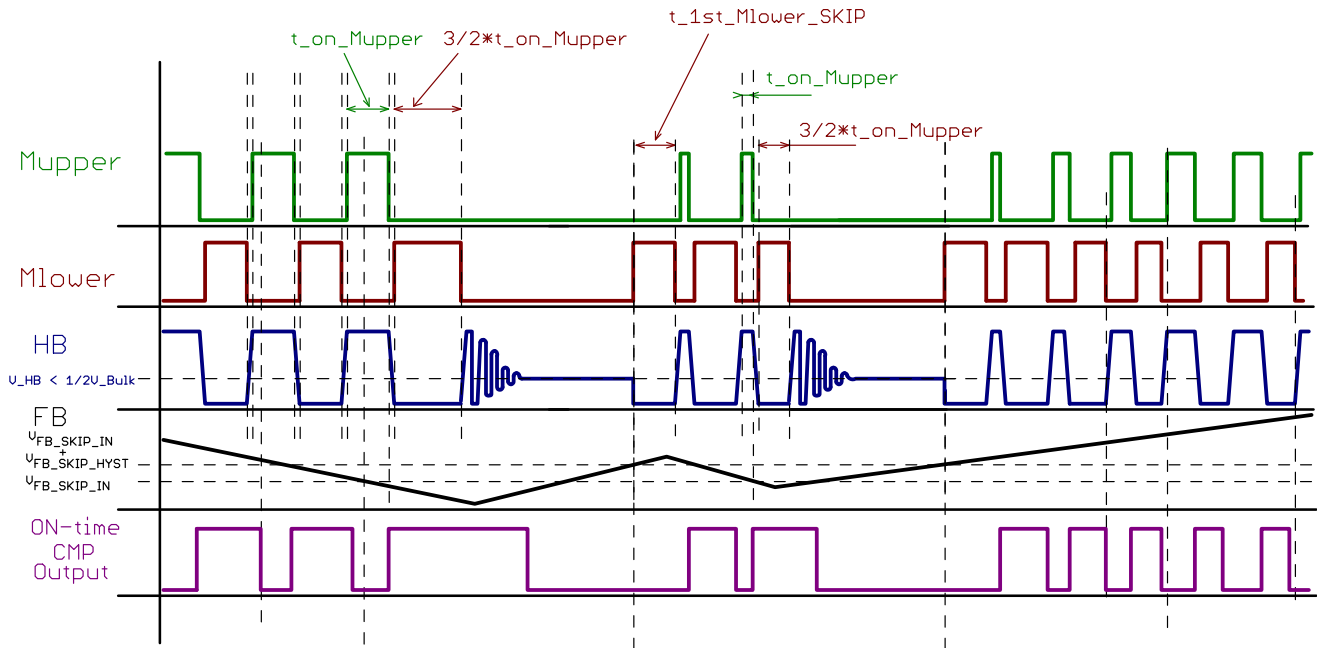 t_1st_Mlower_SKIP
t_on_Mupper
3/2*t_on_Mupper
t_on_Mupper
3/2*t_on_Mupper
Mupper
Mlower
HB
V_HB < 1/2V_Bulk
FB
VFB_SKIP_IN
+
VFB_SKIP_HYST
VFB_SKIP_IN
ON-time
CMP
Output